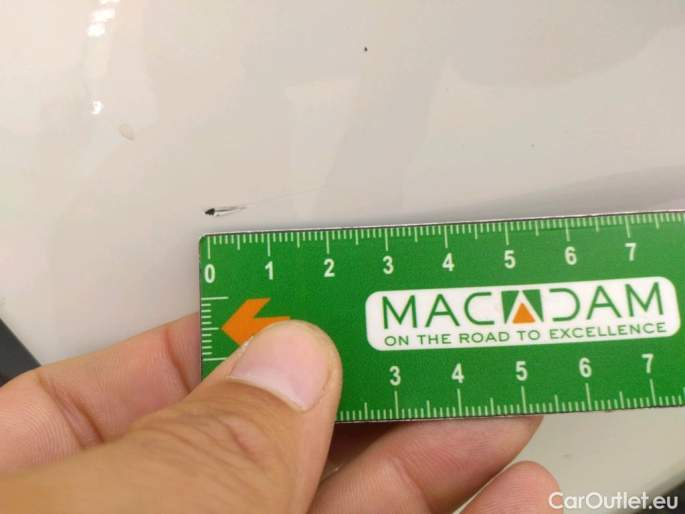 0 1 2 3 4 5 6 7
MACADAM
ON THE ROAD TO EXCELLENCE
3 4 5 6 7
CarOutlet.eu